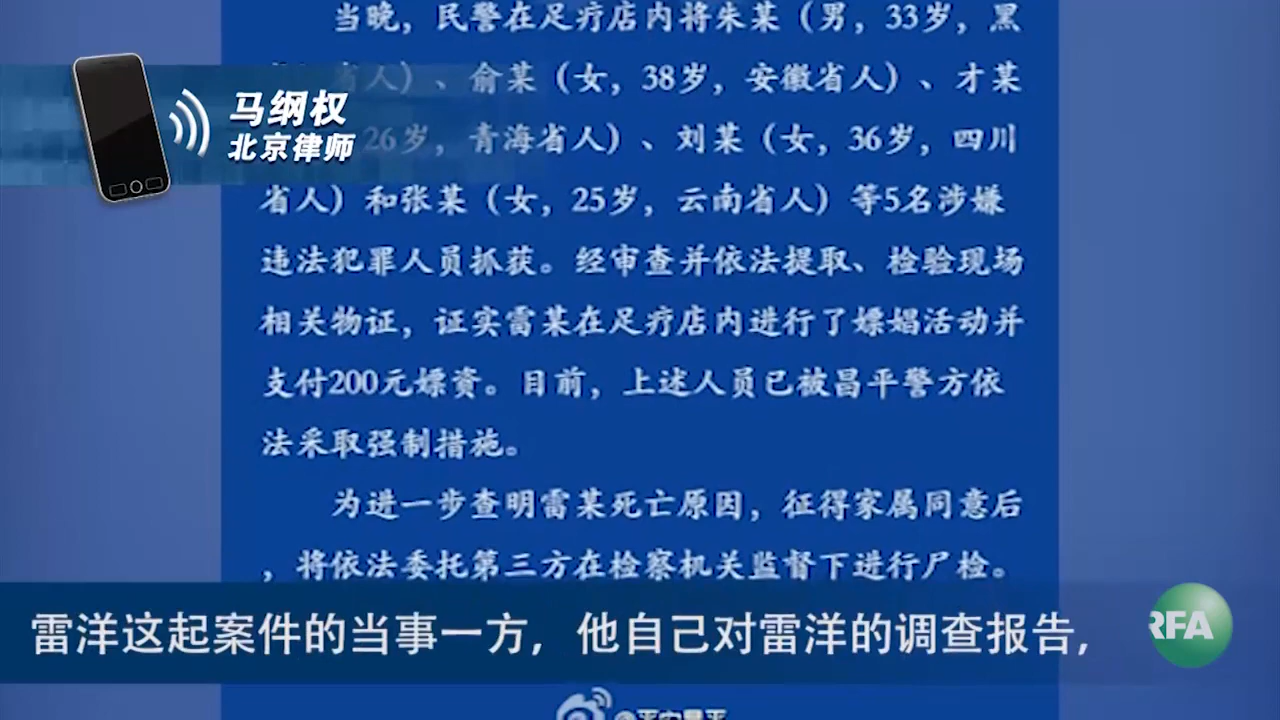 当晚，民警在足疗店内将朱某（男，33岁，黑
省人）、俞某（女，38岁，安徽省人）、才某
马纲权
北京律师
26岁，青海省人）、刘某（女，36岁，四川
省人）和张某（女，25岁，云南省人）等5名涉嫌
违法犯罪人员抓获。经审查并依法提取、检验现场
相关物证，证实雷某在足疗店内进行了嫖娼活动并
支付200元嫖资。目前，上述人员已被昌平警方依
法采取强制措施。
为进一步查明雷某死亡原因，征得家属同意后
，将依法委托第三方在检察机关监督下进行尸检。
雷洋这起案件的当事一方，他自己对雷洋的调查报告，
RFA
@平安昌平